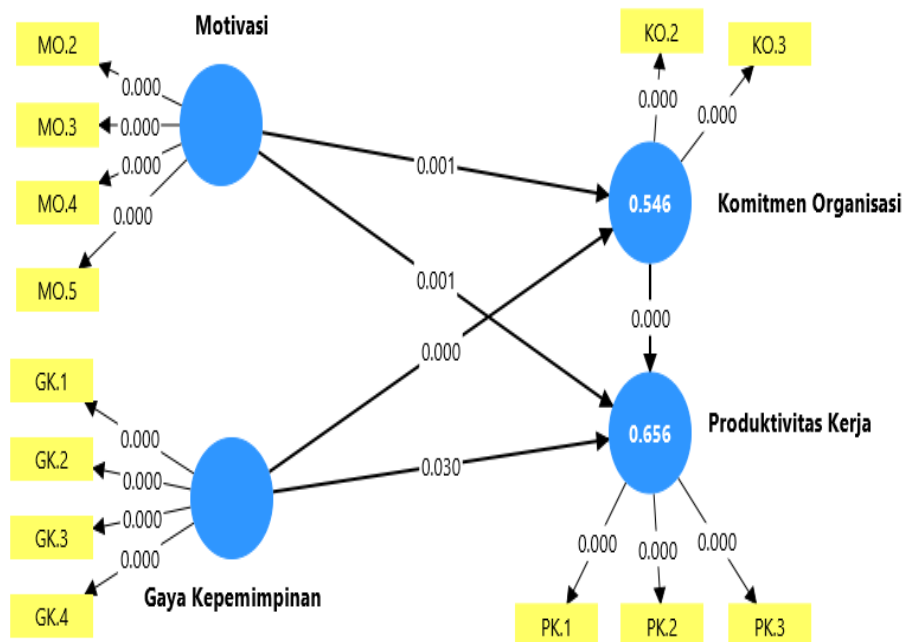 Motivasi
MO.2
MO.3
MO.4
MO.5
0.000
0.000
0.000
0.000
KO.2
KO.3
0.000
0.000
0.546
Komitmen Organisasi
0.001
0.001
0.000
0.000
0.030
GK.1
GK.2
GK.3
GK.4
0.000
0.000
0.000
0.000
Gaya Kepemimpinan
0.656
Produktivitas Kerja
0.000
0.000
0.000
PK.1
PK.2
PK.3